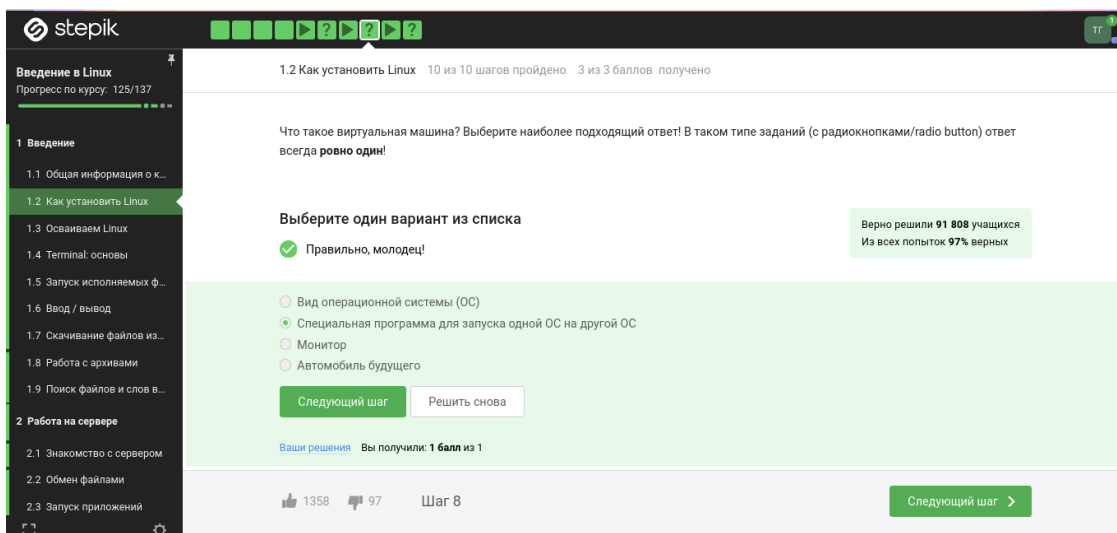 stepik
? ? ?
ТГ
1
Введение в Linux
Прогресс по курсу: 125/137
1 Введение
1.1 Общая информация о к...
1.2 Как установить Linux
1.3 Осваиваем Linux
1.4 Terminal: основы
1.5 Запуск исполняемых ф...
1.6 Ввод / вывод
1.7 Скачивание файлов из...
1.8 Работа с архивами
1.9 Поиск файлов и слов в...
2 Работа на сервере
2.1 Знакомство с сервером
2.2 Обмен файлами
2.3 Запуск приложений
1.2 Как установить Linux 10 из 10 шагов пройдено 3 из 3 баллов получено
Что такое виртуальная машина? Выберите наиболее подходящий ответ! В таком типе заданий (с радиокнопками/radio button) ответ
всегда ровно один!
Выберите один вариант из списка
Правильно, молодец!
Верно решили 91 808 учащихся
Из всех попыток 97% верных
Вид операционной системы (ОС)
Специальная программа для запуска одной ОС на другой ОС
Монитор
Автомобиль будущего
Следующий шаг
Решить снова
Ваши решения Вы получили: 1 балл из 1
1358 97 Шаг 8
Следующий шаг